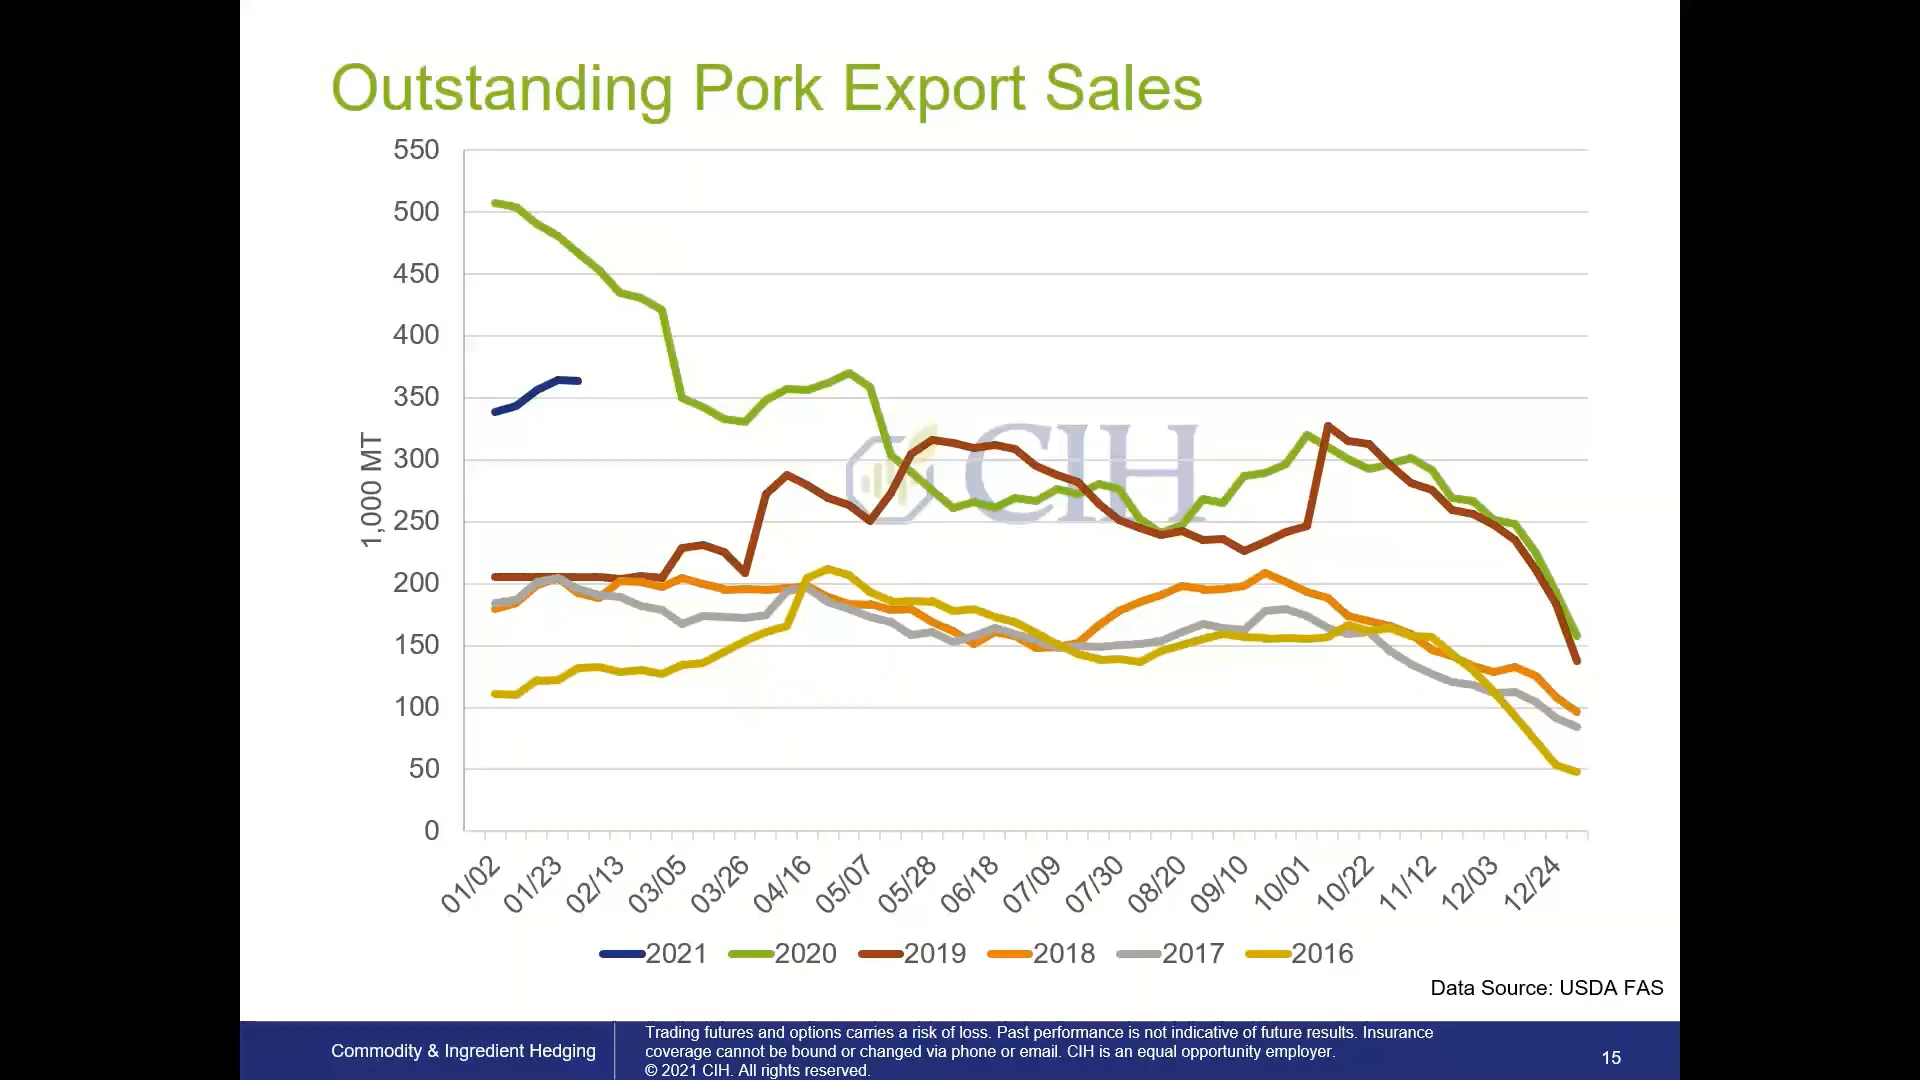 Outstanding Pork Export Sales
550
500
450
400
350
300
250
200
150
100
50
0
1,000 MT
CIH
01/02 01/23 02/13 03/05 03/26 04/16 05/07 05/28 06/18 07/09 07/30 08/20 09/10 10/01 10/22 11/12 12/03 12/24
2021 2020 2019 2018 2017 2016
Data Source: USDA FAS
Commodity & Ingredient Hedging
Trading futures and options carries a risk of loss. Past performance is not indicative of future results. Insurance
coverage cannot be bound or changed via phone or email. CIH is an equal opportunity employer.
© 2021 CIH. All rights reserved.
15